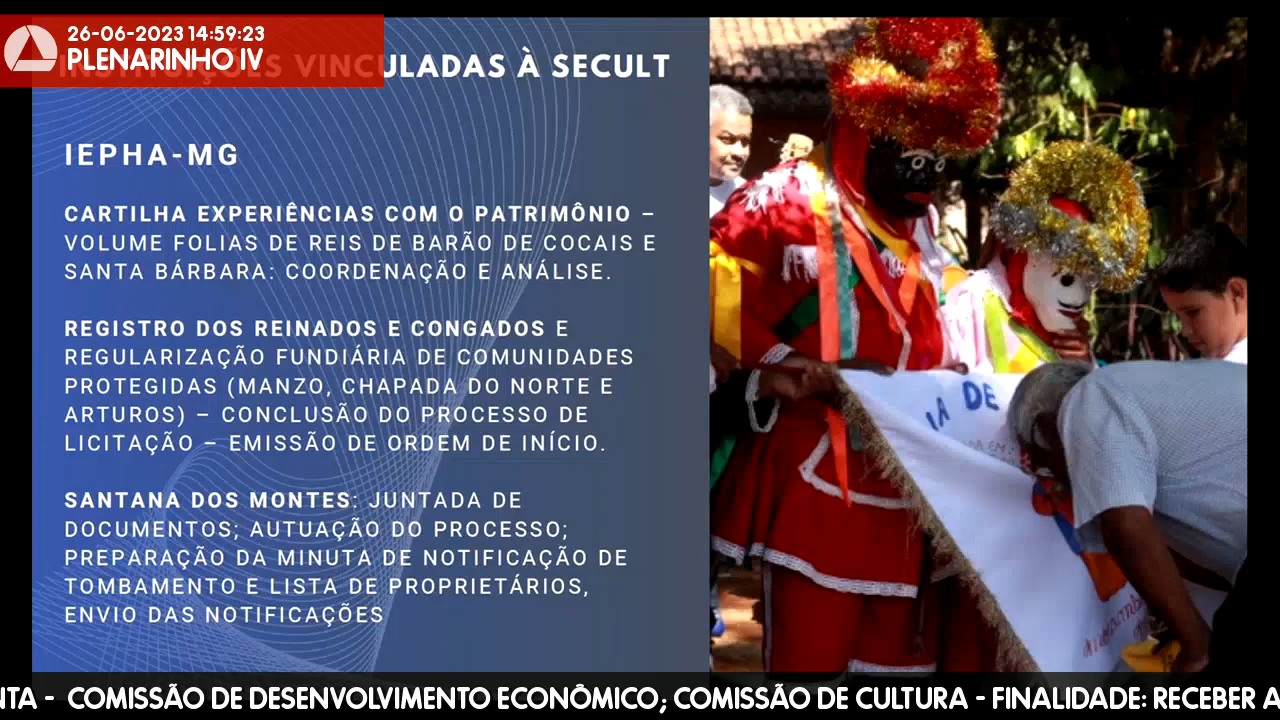 26-06-2023 14:59:23
PLENARINHO IV
INSTITUIÇÕES VINCULADAS À SECULT
IEPHA-MG
CARTILHA EXPERIÊNCIAS COM O PATRIMÔNIO –
VOLUME FOLIAS DE REIS DE BARÃO DE COCAIS E
SANTA BÁRBARA: COORDENAÇÃO E ANÁLISE.
REGISTRO DOS REINADOS E CONGADOS E
REGULARIZAÇÃO FUNDIÁRIA DE COMUNIDADES
PROTEGIDAS (MANZO, CHAPADA DO NORTE E
ARTUROS) – CONCLUSÃO DO PROCESSO DE
LICITAÇÃO – EMISSÃO DE ORDEM DE INÍCIO.
SANTANA DOS MONTES: JUNTADA DE
DOCUMENTOS; AUTUAÇÃO DO PROCESSO;
PREPARAÇÃO DA MINUTA DE NOTIFICAÇÃO DE
TOMBAMENTO E LISTA DE PROPRIETÁRIOS,
ENVIO DAS NOTIFICAÇÕES
IA DE
NTA - COMISSÃO DE DESENVOLVIMENTO ECONÔMICO; COMISSÃO DE CULTURA - FINALIDADE: RECEBER A